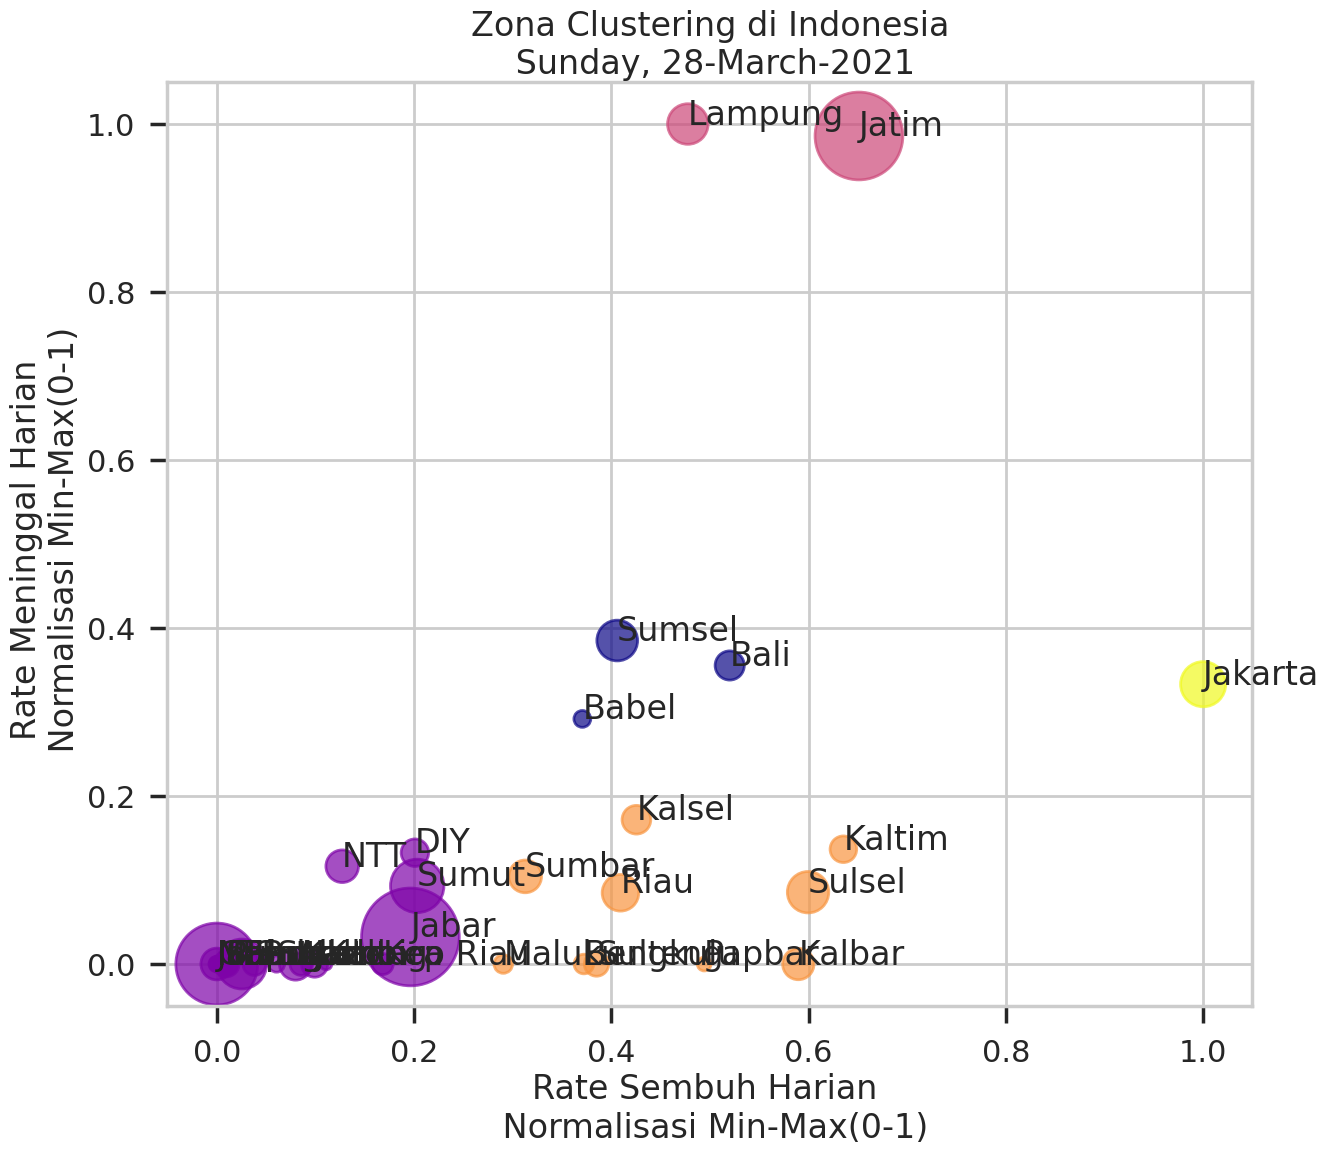 Zona Clustering di Indonesia
Sunday, 28-March-2021
Lampung
Jatim
Sumsel
Bali
Babel
Jakarta
Kalsel
Kaltim
NTT
DIY
Sumbar
Sumut
Riau
Sulsel
Jabar
Riau
Kalbar
1.0
0.8
0.6
0.4
0.2
0.0
0.0 0.2 0.4 0.6 0.8 1.0
Rate Meninggal Harian
Normalisasi Min-Max(0-1)
Rate Sembuh Harian
Normalisasi Min-Max(0-1)